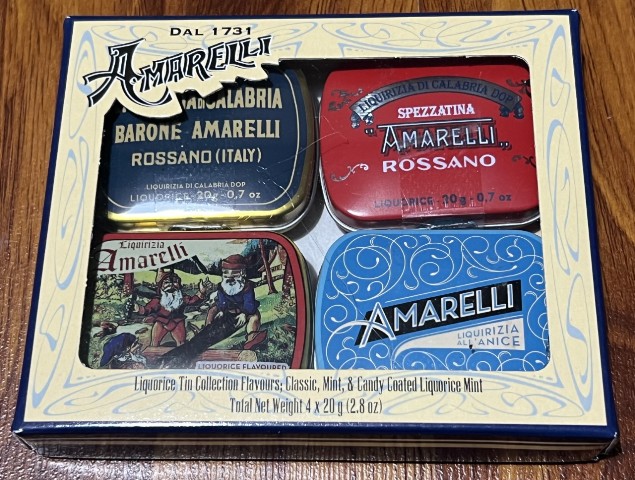 DAL 1731
AMARELLI
CALABRIA
BARONE AMARELLI
ROSSANO (ITALY)
LIQUIRIZIA DI CALABRIA DOP
LIQUORICE - 20g - 0,7 oz
LIQUIRIZIA DI CALABRIA DOP
SPEZZATINA
"AMARELLI"
ROSSANO
LIQUORICE - 20g - 0,7 oz
Liquirizia
Amarelli
LIQUORICE FLAVOURED
AMARELLI
LIQUIRIZIA
ALL'ANICE
Liquorice Tin Collection Flavours; Classic, Mint, & Candy Coated Liquorice Mint
Total Net Weight 4 x 20 g (2.8 oz)